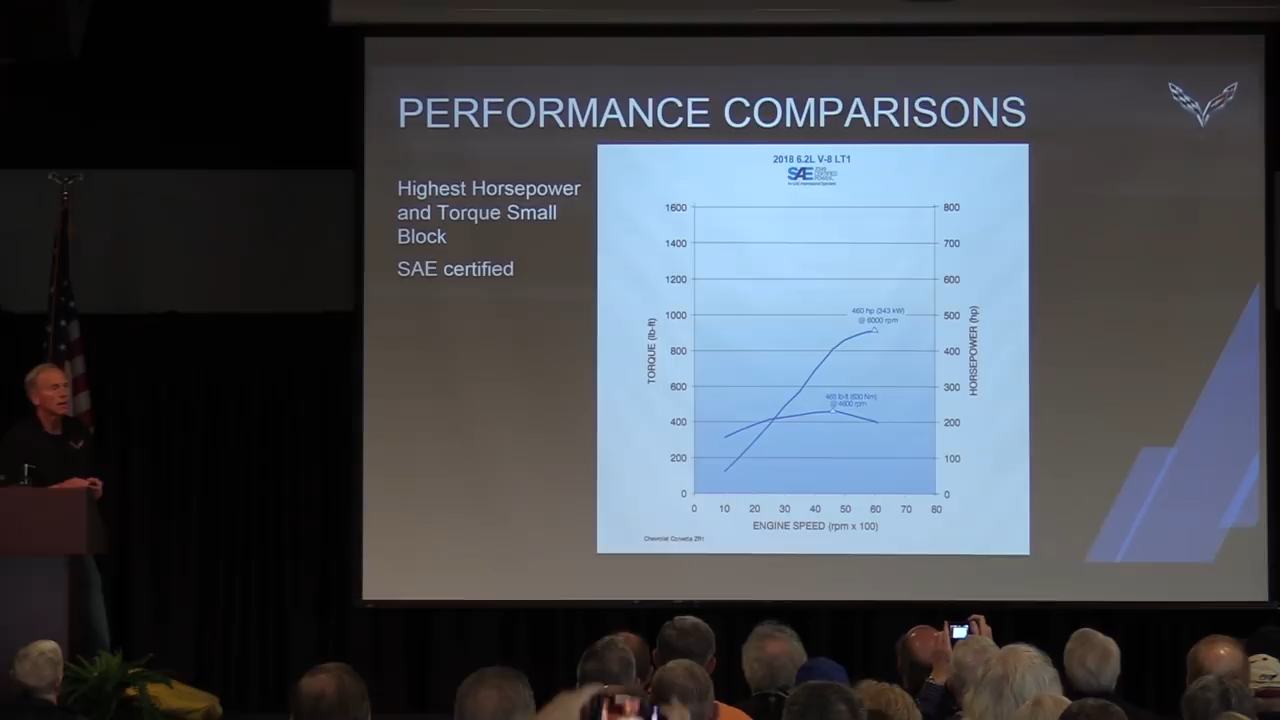 PERFORMANCE COMPARISONS
Highest Horsepower
and Torque Small
Block
SAE certified
2018 6.2L V-8 LT1
SAE
1600
1400
1200
1000
800
600
400
200
0
TORQUE (lb-ft)
460 hp (343 kW)
@ 6000 rpm
465 lb-ft (630 Nm)
@ 4600 rpm
800
700
600
500
400
300
200
100
0
HORSEPOWER (hp)
0 10 20 30 40 50 60 70 80
ENGINE SPEED (rpm x 100)
Chevrolet Corvette ZR1